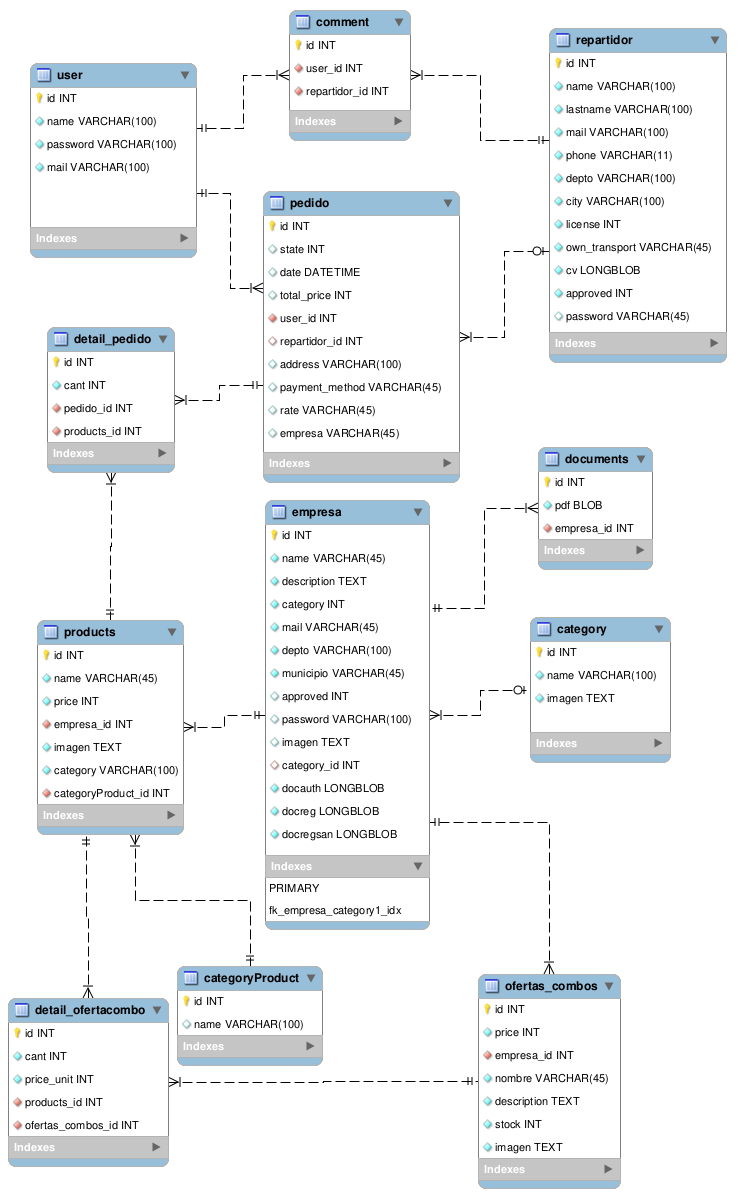 comment
id INT
user_id INT
repartidor_id INT
Indexes
repartidor
id INT
name VARCHAR(100)
lastname VARCHAR(100)
mail VARCHAR(100)
phone VARCHAR(11)
depto VARCHAR(100)
city VARCHAR(100)
license INT
own_transport VARCHAR(45)
cv LONGBLOB
approved INT
password VARCHAR(45)
Indexes
user
id INT
name VARCHAR(100)
password VARCHAR(100)
mail VARCHAR(100)
Indexes
pedido
id INT
state INT
date DATETIME
total_price INT
user_id INT
repartidor_id INT
address VARCHAR(100)
payment_method VARCHAR(45)
rate VARCHAR(45)
empresa VARCHAR(45)
Indexes
detail_pedido
id INT
cant INT
pedido_id INT
products_id INT
Indexes
documents
id INT
pdf BLOB
empresa_id INT
Indexes
empresa
id INT
name VARCHAR(45)
description TEXT
category INT
mail VARCHAR(45)
depto VARCHAR(100)
municipio VARCHAR(45)
approved INT
password VARCHAR(100)
imagen TEXT
category_id INT
docauth LONGBLOB
docreg LONGBLOB
docregsan LONGBLOB
Indexes
PRIMARY
fk_empresa_category1_idx
category
id INT
name VARCHAR(100)
imagen TEXT
Indexes
products
id INT
name VARCHAR(45)
price INT
empresa_id INT
imagen TEXT
category VARCHAR(100)
categoryProduct_id INT
Indexes
categoryProduct
id INT
name VARCHAR(100)
Indexes
ofertas_combos
id INT
price INT
empresa_id INT
nombre VARCHAR(45)
description TEXT
stock INT
imagen TEXT
Indexes
detail_ofertacombo
id INT
cant INT
price_unit INT
products_id INT
ofertas_combos_id INT
Indexes